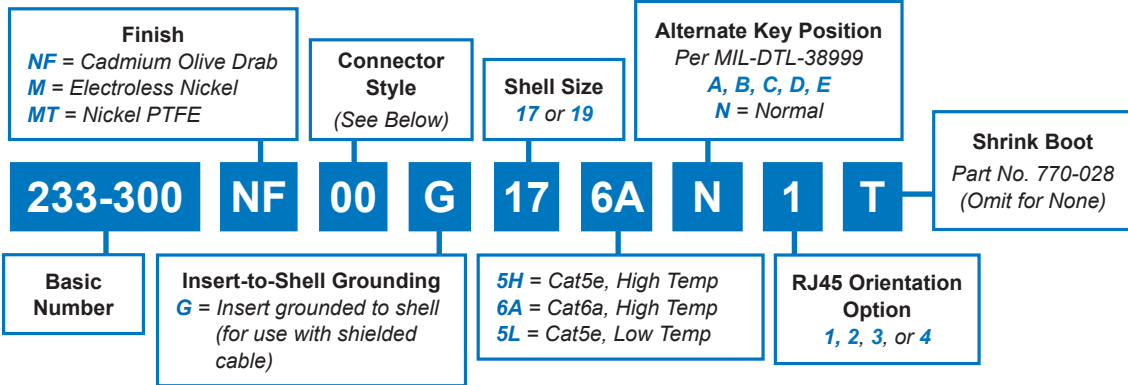 Finish
NF = Cadmium Olive Drab
M = Electroless Nickel
MT = Nickel PTFE
Connector
Style
(See Below)
Shell Size
17 or 19
Alternate Key Position
Per MIL-DTL-38999
A, B, C, D, E
N = Normal
Shrink Boot
Part No. 770-028
(Omit for None)
233-300 NF 00 G 17 6A N 1 T
Basic
Number
Insert-to-Shell Grounding
G = Insert grounded to shell
(for use with shielded
cable)
5H = Cat5e, High Temp
6A = Cat6a, High Temp
5L = Cat5e, Low Temp
RJ45 Orientation
Option
1, 2, 3, or 4